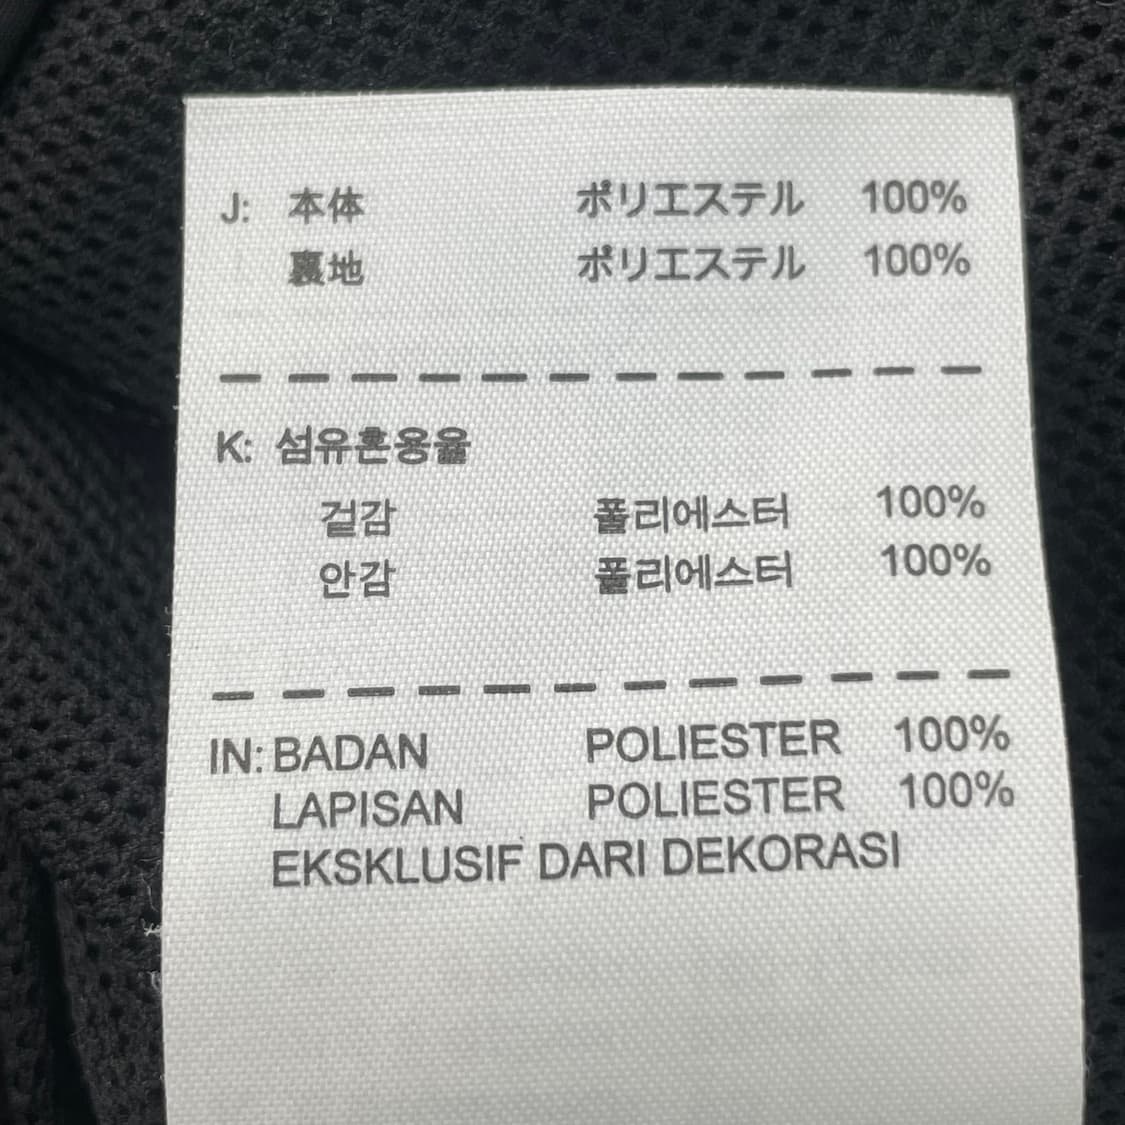 J: 本体 ポリエステル 100%
裏地 ポリエステル 100%
K: 섬유혼용율
겉감 폴리에스터 100%
안감 폴리에스터 100%
IN: BADAN POLIESTER 100%
LAPISAN POLIESTER 100%
EKSKLUSIF DARI DEKORASI